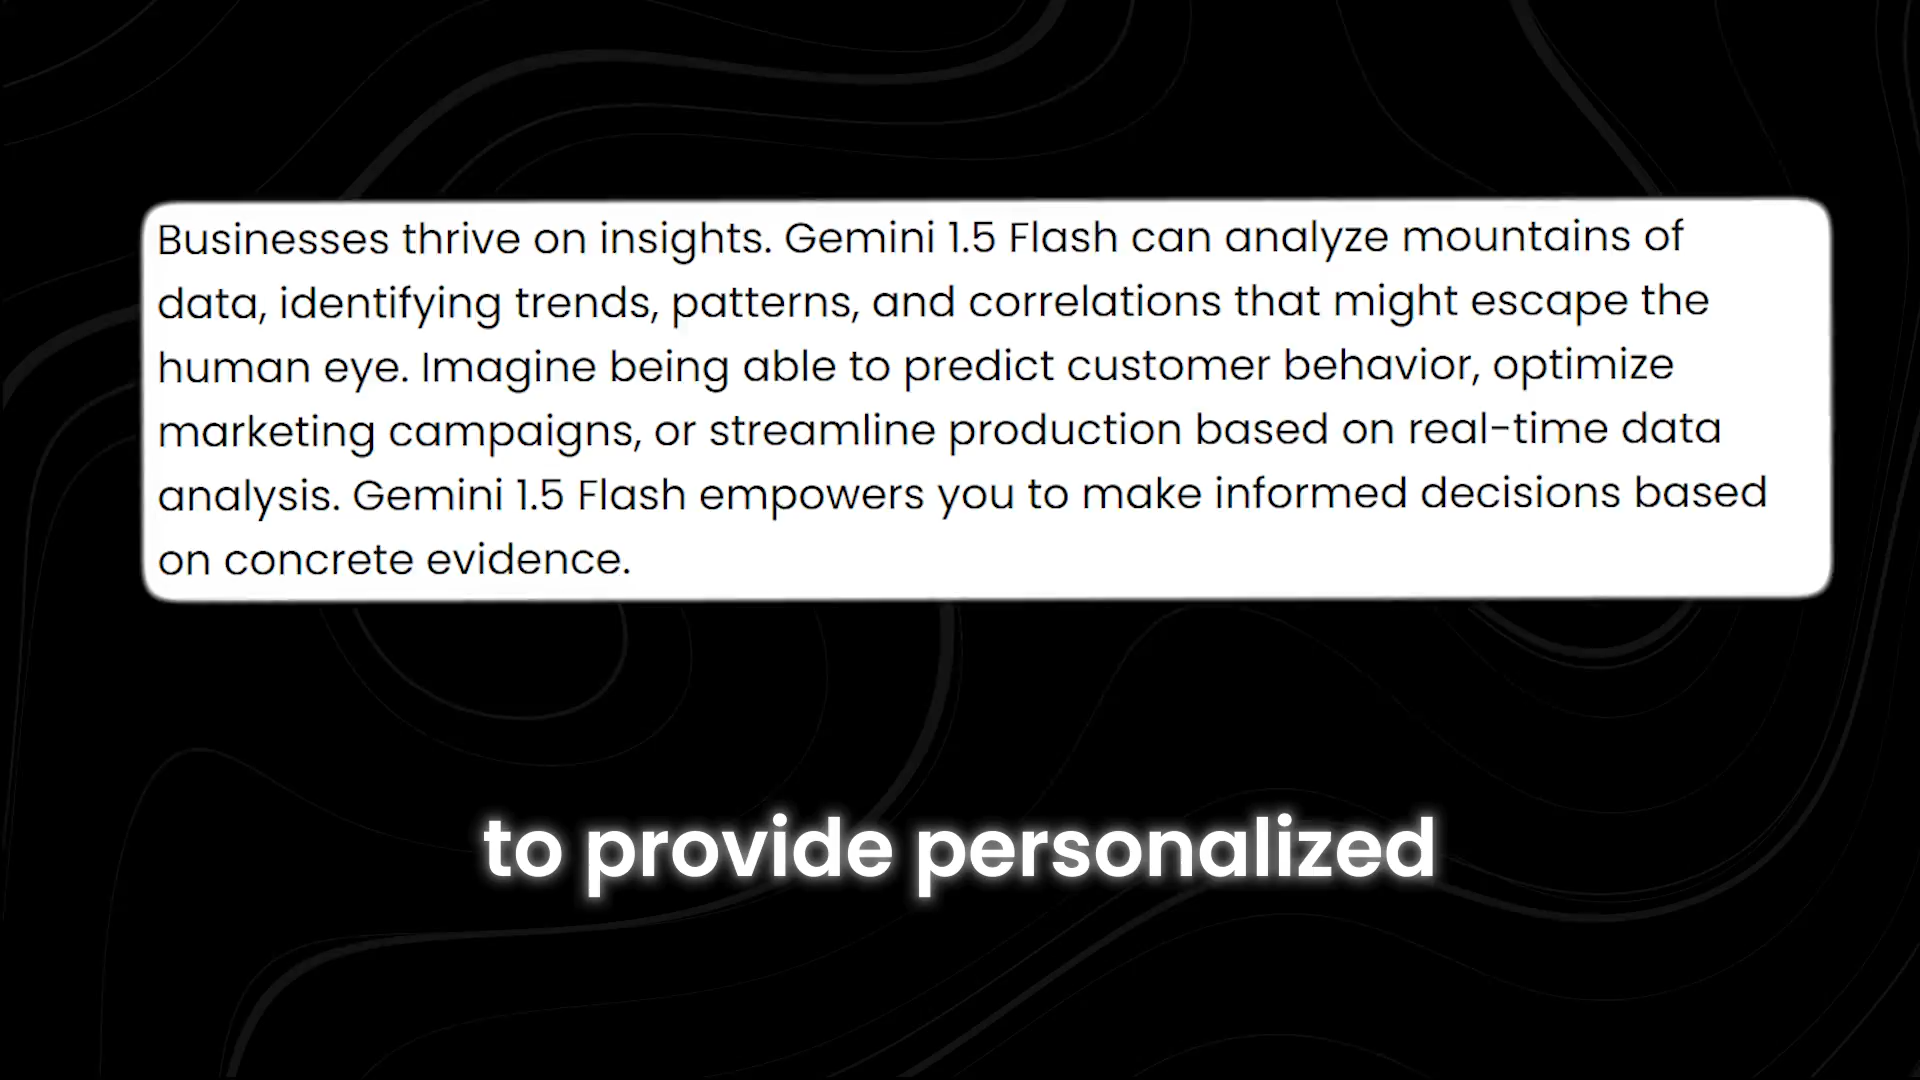 Businesses thrive on insights. Gemini 1.5 Flash can analyze mountains of
data, identifying trends, patterns, and correlations that might escape the
human eye. Imagine being able to predict customer behavior, optimize
marketing campaigns, or streamline production based on real-time data
analysis. Gemini 1.5 Flash empowers you to make informed decisions based
on concrete evidence.
to provide personalized